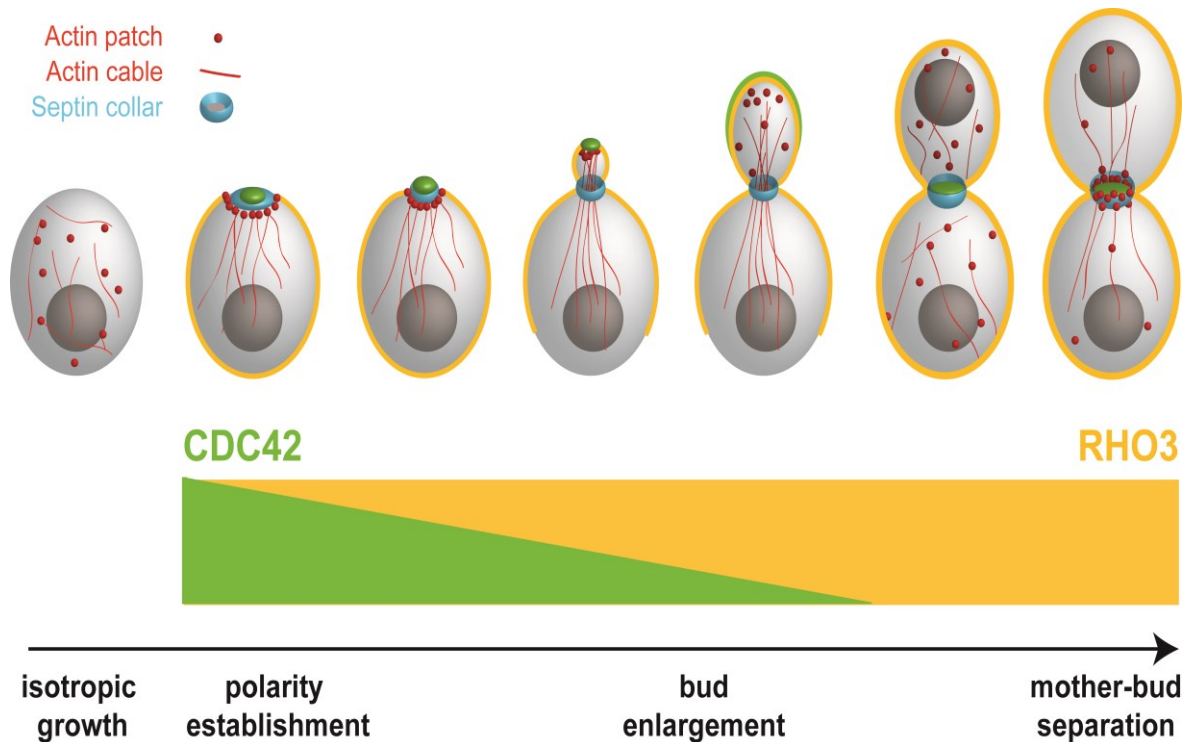 Actin patch
Actin cable
Septin collar
CDC42
RHO3
isotropic
growth
polarity
establishment
bud
enlargement
mother-bud
separation